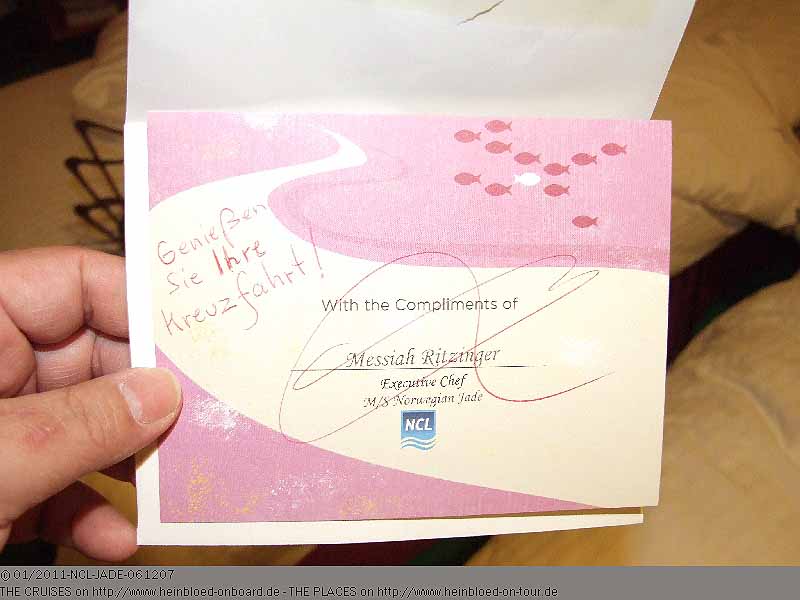 Genießen
Sie Ihre
Kreuzfahrt!
With the Compliments of
Messiah Ritzinger
Executive Chef
M/S Norwegian Jade
NCL
© 01/2011-NCL-JADE-061207
THE CRUISES on http://www.heinbloed-onboard.de - THE PLACES on http://www.heinbloed-on-tour.de